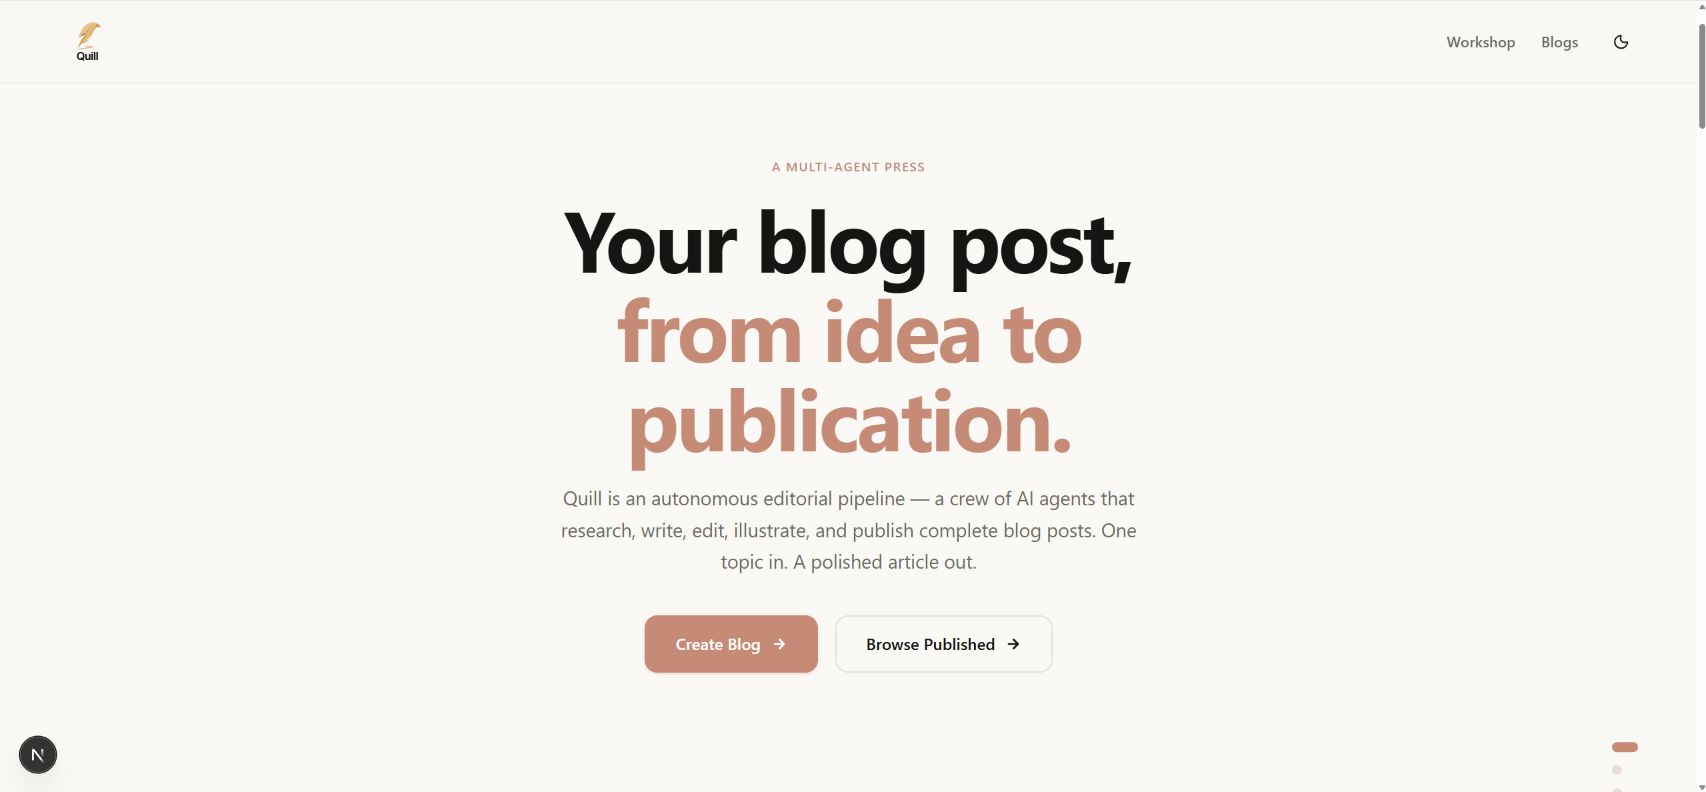 Quill
Workshop
Blogs
A MULTI-AGENT PRESS
Your blog post,
from idea to
publication.
Quill is an autonomous editorial pipeline — a crew of AI agents that
research, write, edit, illustrate, and publish complete blog posts. One
topic in. A polished article out.
Create Blog →
Browse Published →
N